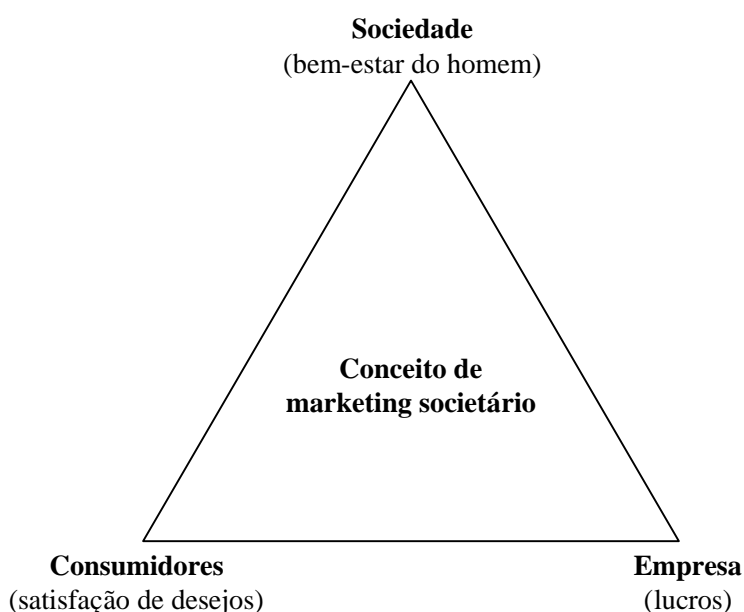 Sociedade
(bem-estar do homem)
Conceito de
marketing societário
Consumidores
(satisfação de desejos)
Empresa
(lucros)